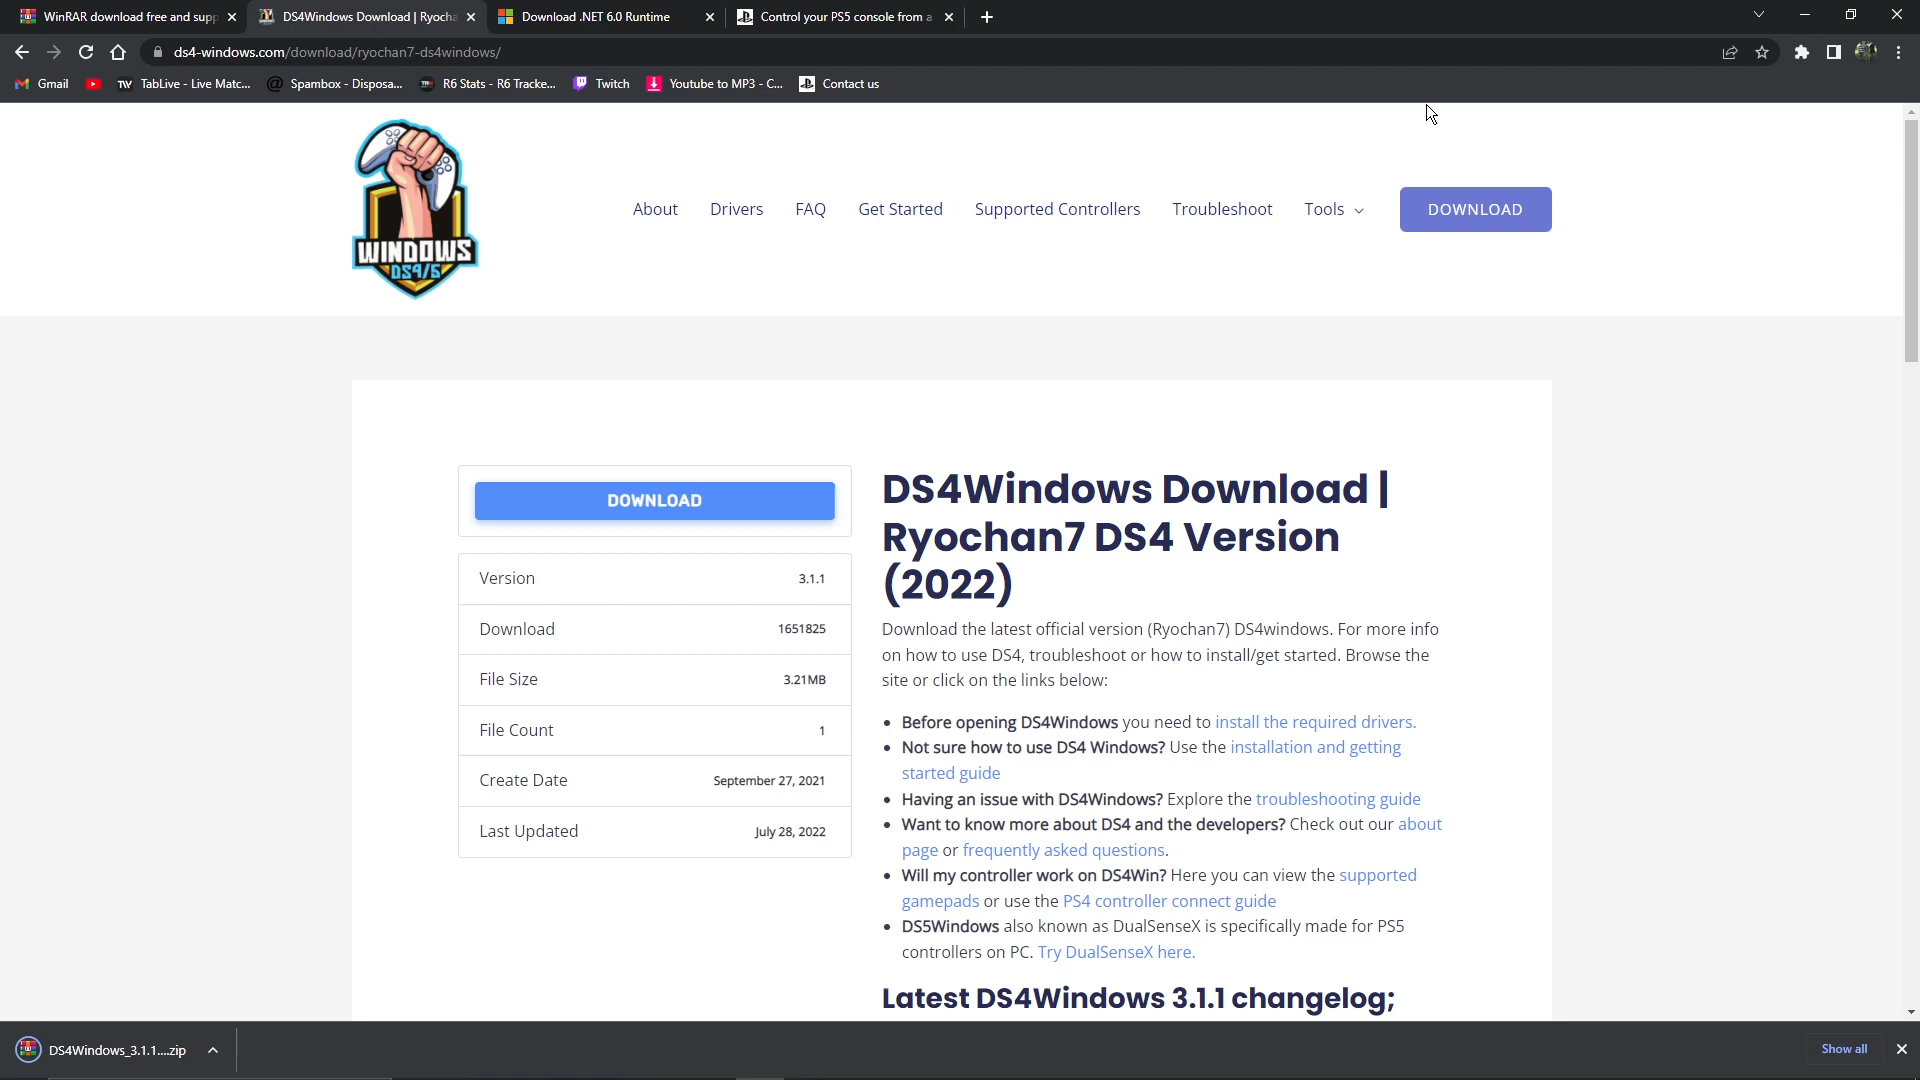 WinRAR download free and supp
DS4Windows Download | Ryocha
Download .NET 6.0 Runtime
Control your PS5 console from a
ds4-windows.com/download/ryochan7-ds4windows/
Gmail
TabLive - Live Matc...
Spambox - Disposa...
R6 Stats - R6 Tracke...
Twitch
Youtube to MP3 - C...
Contact us
WINDOWS
DS4/5
About
Drivers
FAQ
Get Started
Supported Controllers
Troubleshoot
Tools
DOWNLOAD
DOWNLOAD
Version 3.1.1
Download 1651825
File Size 3.21MB
File Count 1
Create Date September 27, 2021
Last Updated July 28, 2022
DS4Windows Download |
Ryochan7 DS4 Version
(2022)
Download the latest official version (Ryochan7) DS4windows. For more info
on how to use DS4, troubleshoot or how to install/get started. Browse the
site or click on the links below:
• Before opening DS4Windows you need to install the required drivers.
• Not sure how to use DS4 Windows? Use the installation and getting
started guide
• Having an issue with DS4Windows? Explore the troubleshooting guide
• Want to know more about DS4 and the developers? Check out our about
page or frequently asked questions.
• Will my controller work on DS4Win? Here you can view the supported
gamepads or use the PS4 controller connect guide
• DS5Windows also known as DualSenseX is specifically made for PS5
controllers on PC. Try DualSenseX here.
Latest DS4Windows 3.1.1 changelog;
DS4Windows_3.1.1....zip
Show all